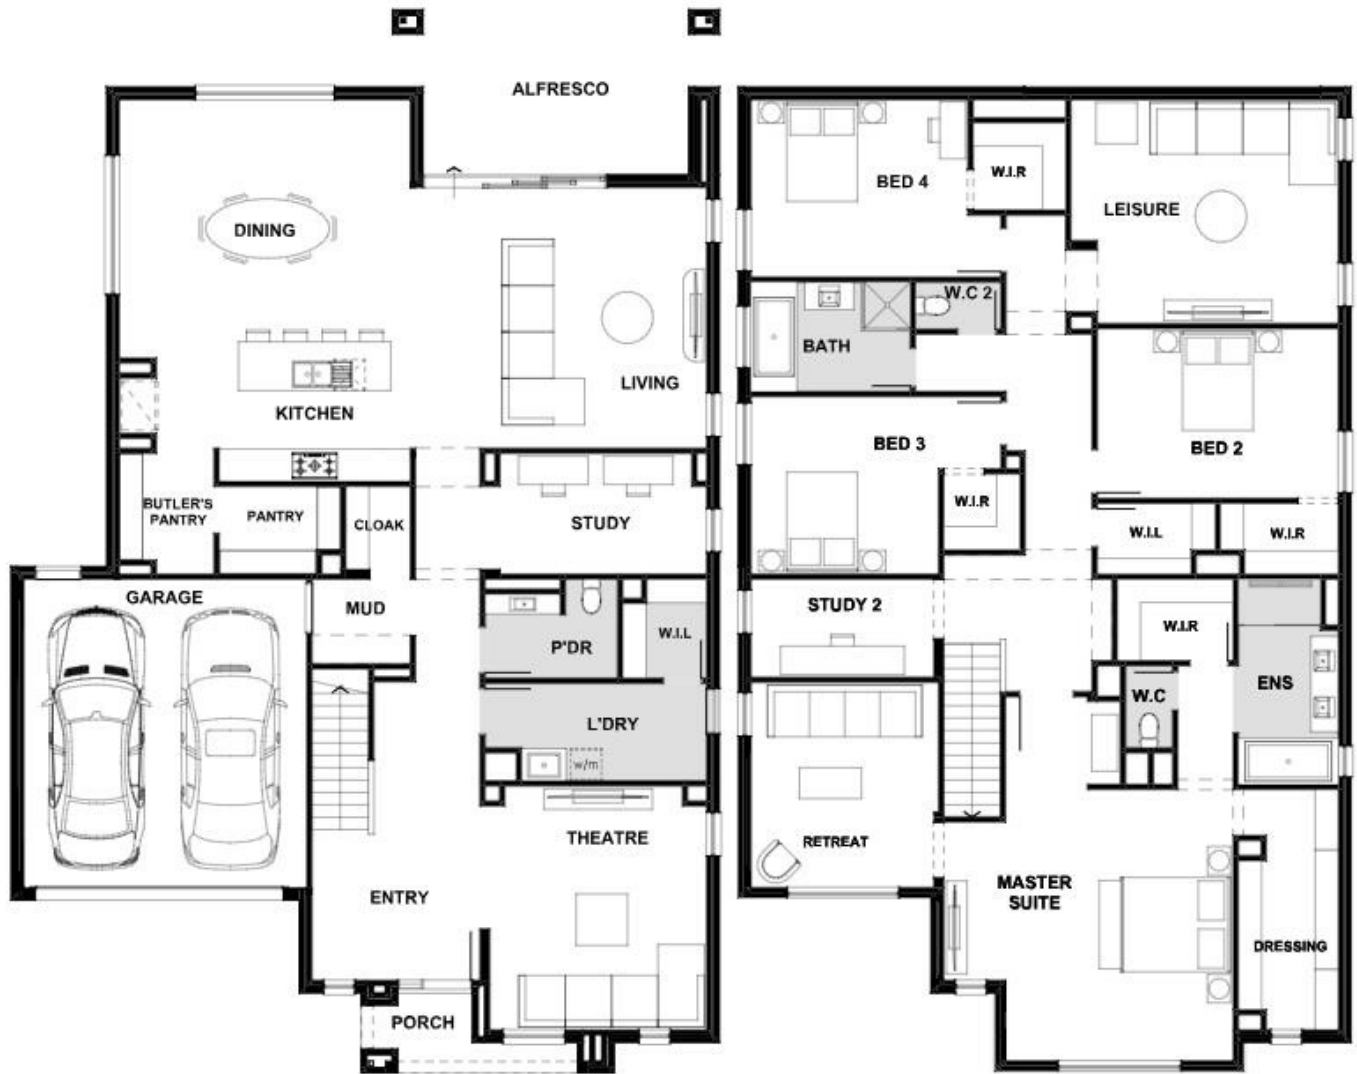 ALFRESCO
DINING
LIVING
KITCHEN
BUTLER'S
PANTRY
PANTRY
CLOAK
STUDY
GARAGE
MUD
P'DR
W.I.L
L'DRY
w/m
THEATRE
ENTRY
PORCH
BED 4
W.I.R
LEISURE
W.C 2
BATH
BED 3
BED 2
W.I.R
W.I.L
W.I.R
STUDY 2
W.I.R
W.C
ENS
RETREAT
MASTER
SUITE
DRESSING